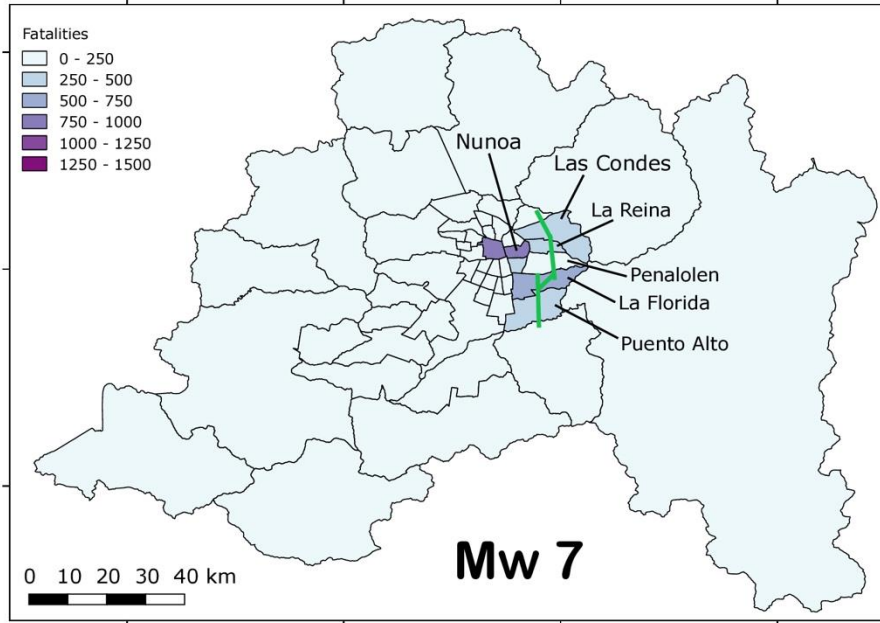 Fatalities
0 - 250
250 - 500
500 - 750
750 - 1000
1000 - 1250
1250 - 1500
Nunoa
Las Condes
La Reina
Penalolen
La Florida
Puento Alto
Mw 7
0 10 20 30 40 km